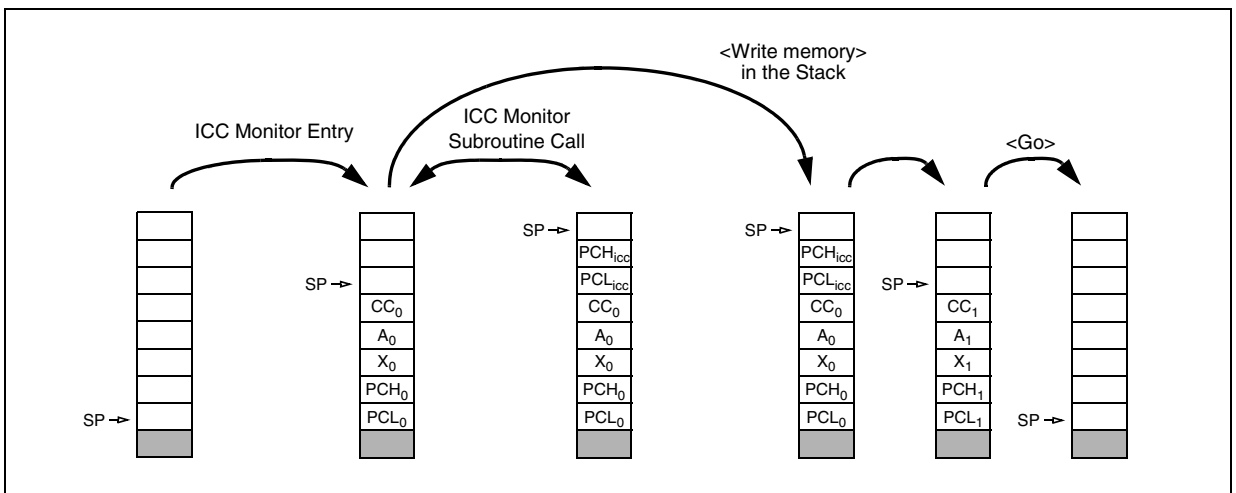 <Write memory>
in the Stack
ICC Monitor Entry
ICC Monitor
Subroutine Call
<Go>
SP
CC0
A0
X0
PCH0
PCL0
SP
PCHicc
PCLicc
CC0
A0
X0
PCH0
PCL0
SP
PCHicc
PCLicc
CC0
A0
X0
PCH0
PCL0
SP
CC1
A1
X1
PCH1
PCL1
SP
SP